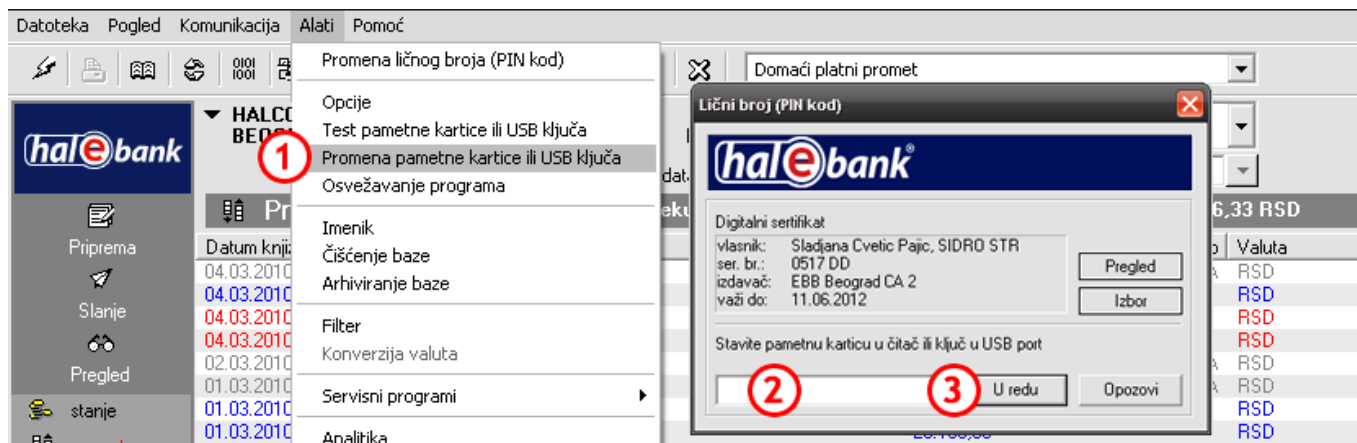 Datoteka Pogled Komunikacija Alati Pomoć
Promena ličnog broja (PIN kod)
Opcije
Test pametne kartice ili USB ključa
1
Promena pametne kartice ili USB ključa
Osvežavanje programa
Imenik
Čišćenje baze
Arhiviranje baze
Filter
Konverzija valuta
Servisni programi
Analitika
Domaći platni promet
halebank
Priprema
Slanje
Pregled
stanje
Datum knji
04.03.2010
04.03.2010
04.03.2010
04.03.2010
02.03.2010
01.03.2010
01.03.2010
01.03.2010
Lični broj (PIN kod)
halebank®
Digitalni sertifikat
vlasnik: Sladjana Cvetic Pajic, SIDRO STR
ser. br.: 0517 DD
izdavač: EBB Beograd CA 2
važi do: 11.06.2012
Pregled
Izbor
Stavite pametnu karticu u čitač ili ključ u USB port
2
3
U redu
Opozovi
6,33 RSD
Valuta
RSD
RSD
RSD
RSD
RSD
RSD
RSD
RSD